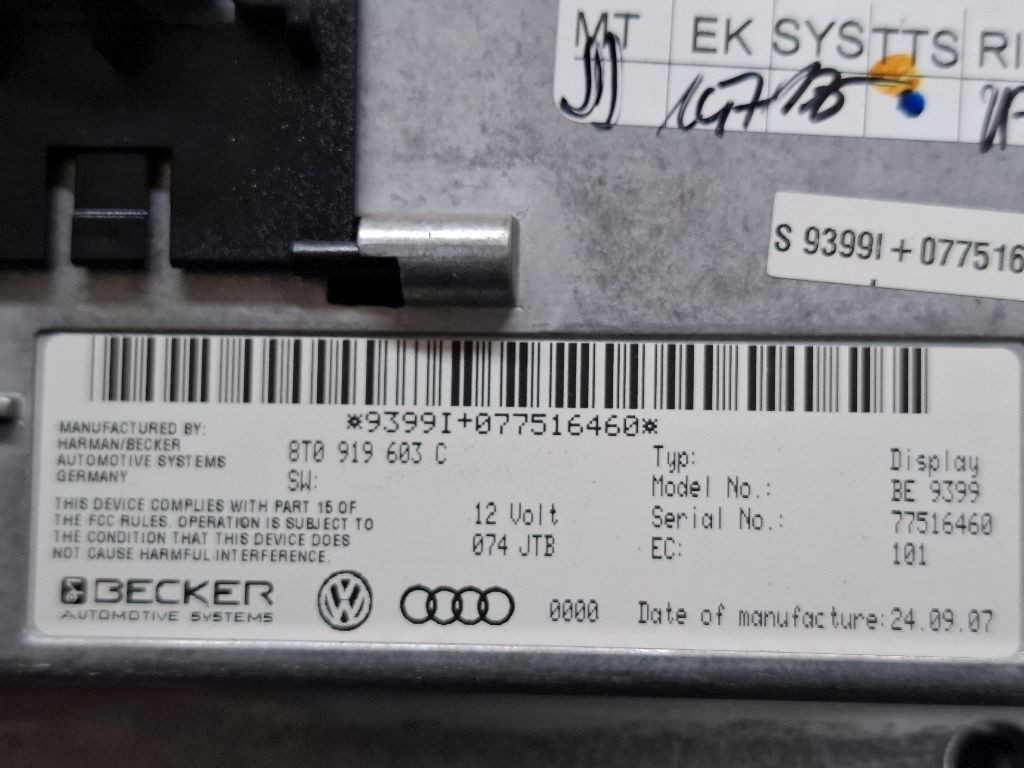 MT EK SYS TTS RI
S 9399I+077516
*9399I+077516460*
MANUFACTURED BY:
HARMAN/BECKER
AUTOMOTIVE SYSTEMS
GERMANY
8T0 919 603 C
SW:
THIS DEVICE COMPLIES WITH PART 15 OF
THE FCC RULES. OPERATION IS SUBJECT TO
THE CONDITION THAT THIS DEVICE DOES
NOT CAUSE HARMFUL INTERFERENCE.
12 Volt
074 JTB
Typ: Display
Model No.: BE 9399
Serial No.: 77516460
EC: 101
BECKER
AUTOMOTIVE SYSTEMS
0000
Date of manufacture: 24.09.07